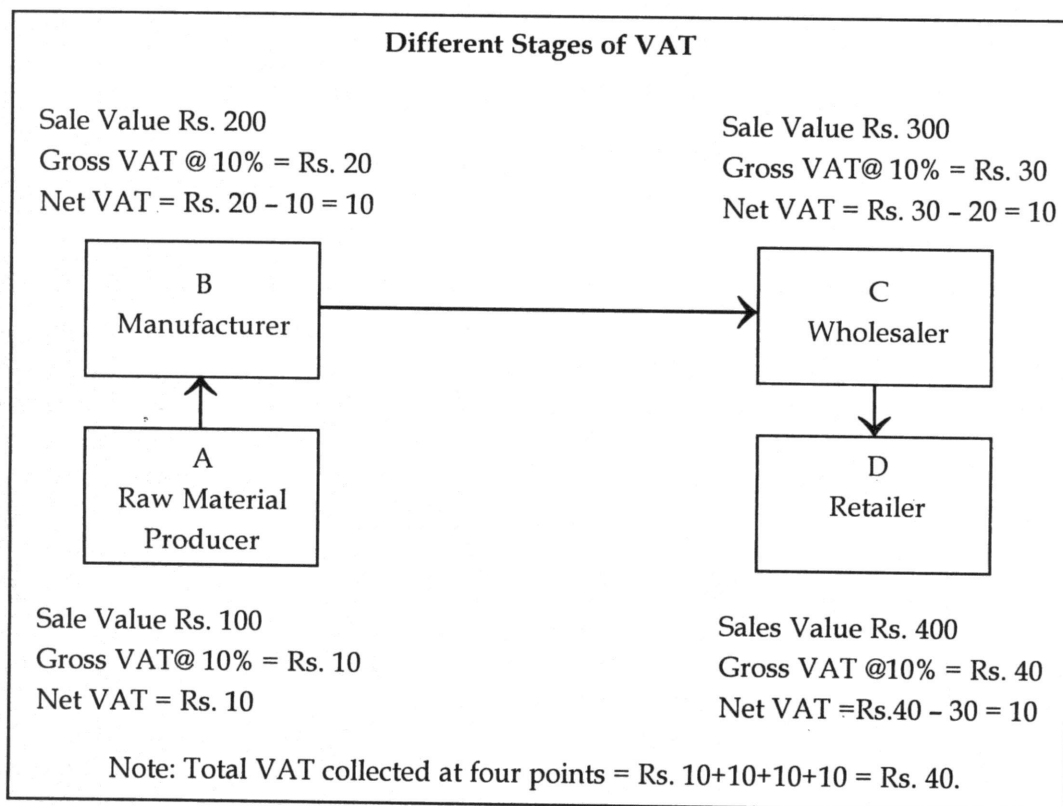 Different Stages of VAT
Sale Value Rs. 200
Gross VAT @ 10% = Rs. 20
Net VAT = Rs. 20 – 10 = 10
Sale Value Rs. 300
Gross VAT@ 10% = Rs. 30
Net VAT = Rs. 30 – 20 = 10
B
Manufacturer
C
Wholesaler
A
Raw Material
Producer
D
Retailer
Sale Value Rs. 100
Gross VAT@ 10% = Rs. 10
Net VAT = Rs. 10
Sales Value Rs. 400
Gross VAT @10% = Rs. 40
Net VAT =Rs.40 – 30 = 10
Note: Total VAT collected at four points = Rs. 10+10+10+10 = Rs. 40.